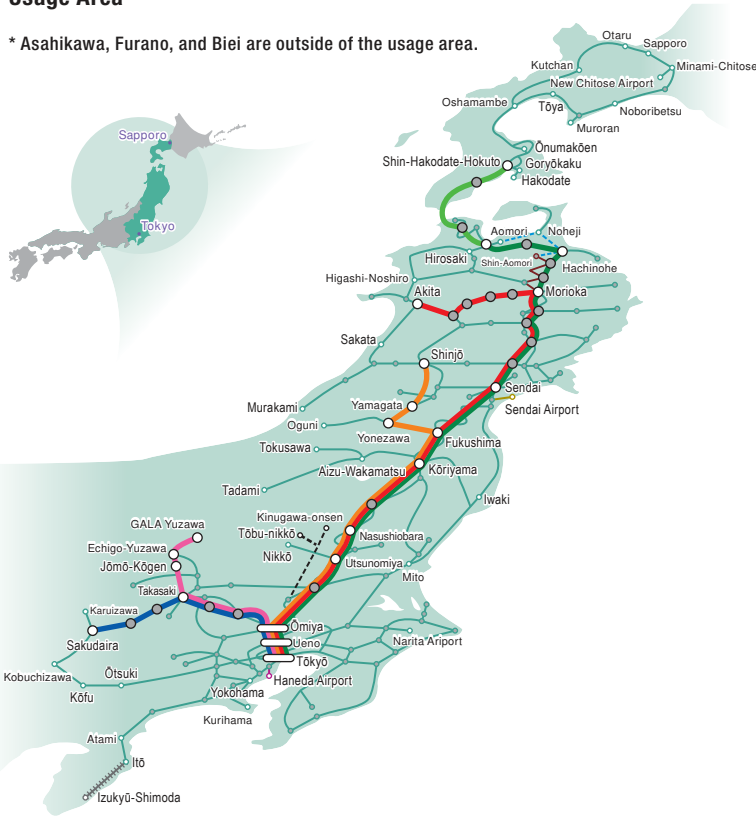 Usage Area
* Asahikawa, Furano, and Biei are outside of the usage area.
Otaru
Sapporo
Kutchan
Minami-Chitose
New Chitose Airport
Oshamambe
Tōya
Noboribetsu
Muroran
Sapporo
Ōnumakōen
Shin-Hakodate-Hokuto
Goryōkaku
Hakodate
Tokyo
Aomori
Noheji
Hirosaki
Shin-Aomori
Hachinohe
Higashi-Noshiro
Akita
Morioka
Sakata
Shinjō
Sendai
Murakami
Yamagata
Sendai Airport
Oguni
Yonezawa
Fukushima
Tokusawa
Aizu-Wakamatsu
Kōriyama
Tadami
Iwaki
Kinugawa-onsen
GALA Yuzawa
Tōbu-nikkō
Nasushiobara
Echigo-Yuzawa
Nikkō
Utsunomiya
Jōmō-Kōgen
Mito
Takasaki
Karuizawa
Ōmiya
Sakudaira
Ueno
Narita Ariport
Tōkyō
Kobuchizawa
Ōtsuki
Haneda Airport
Kōfu
Yokohama
Kurihama
Atami
Itō
Izukyū-Shimoda